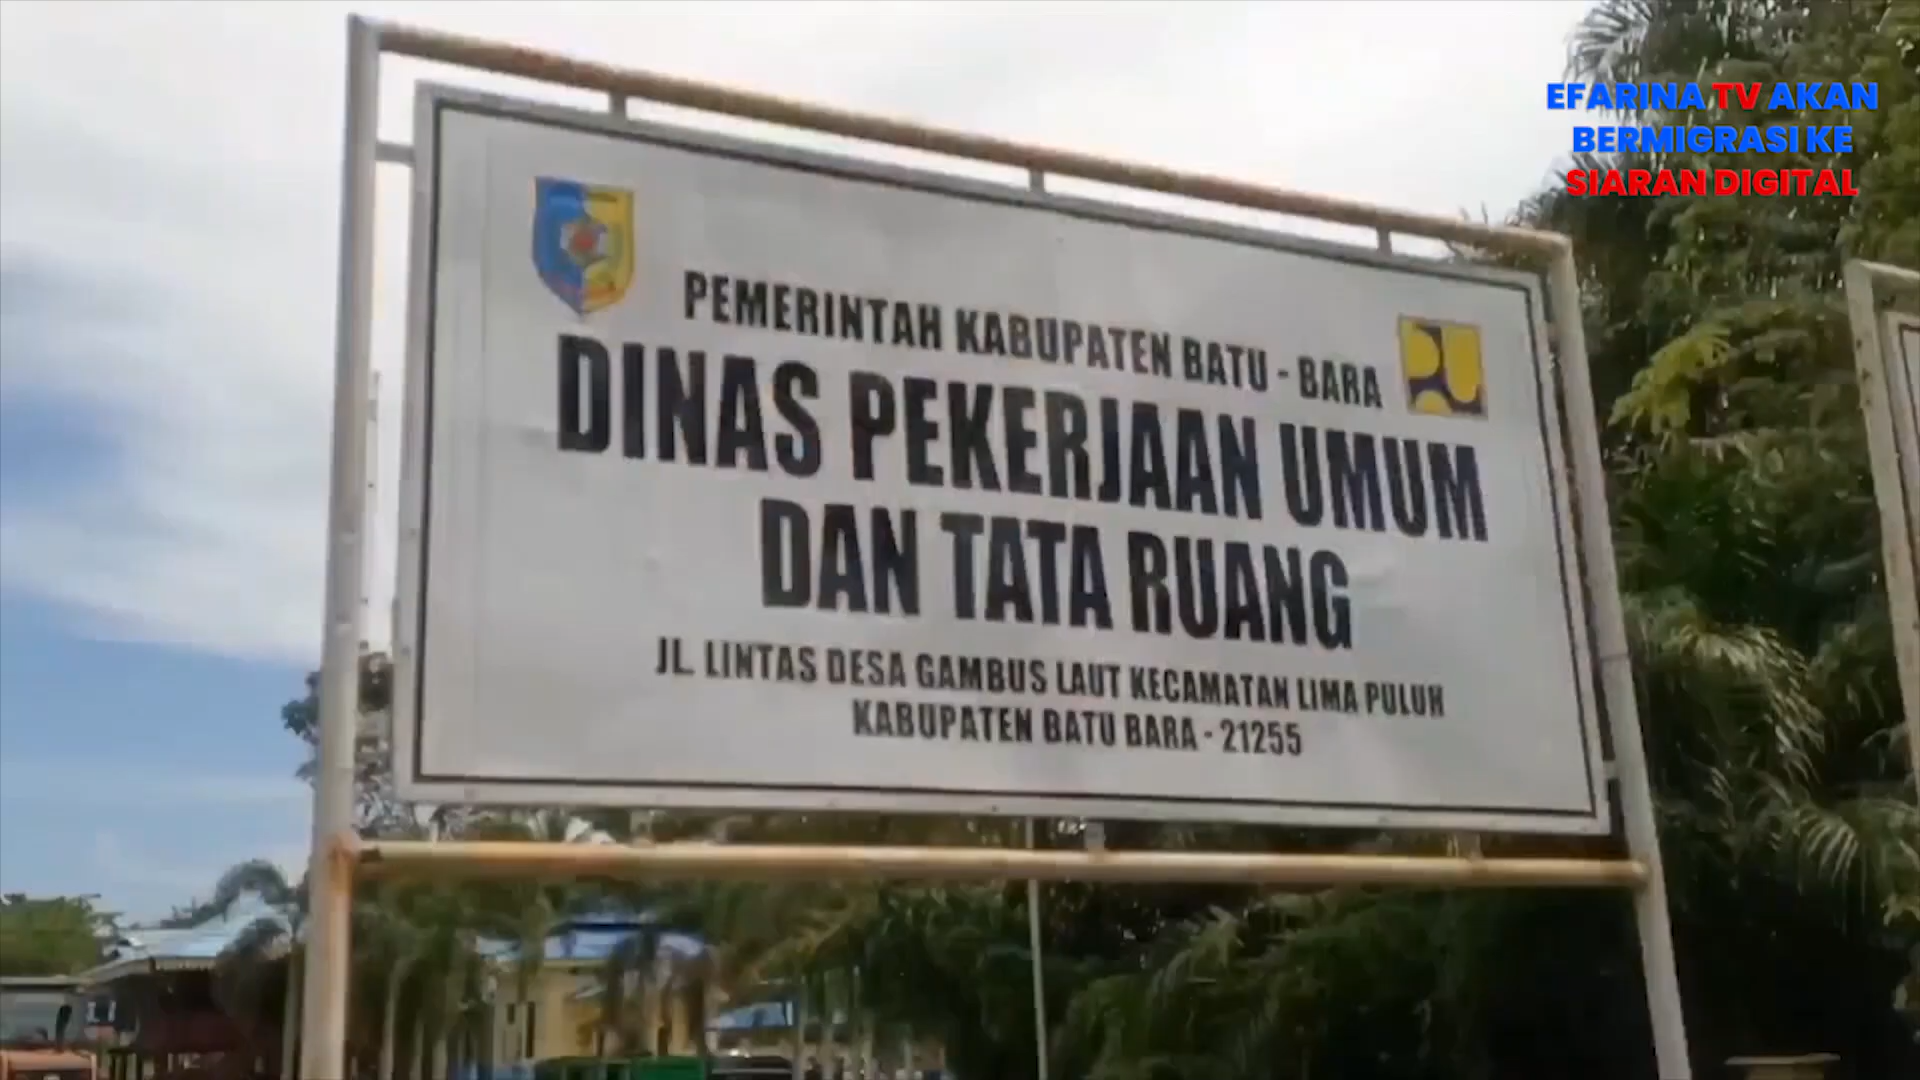 EFARINA TV AKAN
BERMIGRASI KE
SIARAN DIGITAL
PEMERINTAH KABUPATEN BATU - BARA
DINAS PEKERJAAN UMUM
DAN TATA RUANG
JL. LINTAS DESA GAMBUS LAUT KECAMATAN LIMA PULUH
KABUPATEN BATU BARA - 21255